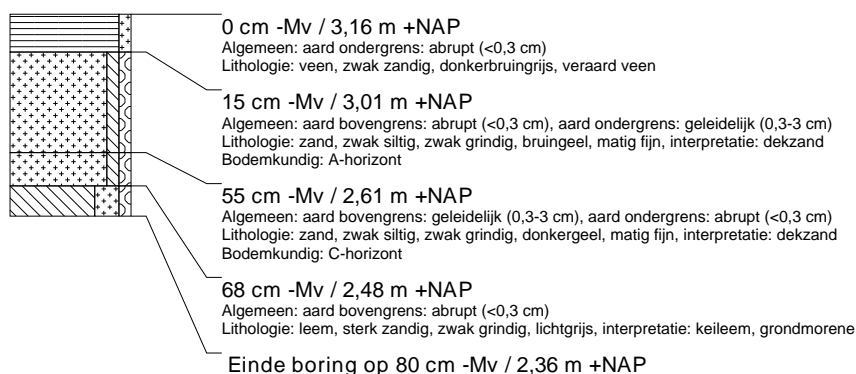 0 cm -Mv / 3,16 m +NAP
Algemeen: aard ondergrens: abrupt (<0,3 cm)
Lithologie: veen, zwak zandig, donkerbruingrijs, veraard veen
15 cm -Mv / 3,01 m +NAP
Algemeen: aard bovengrens: abrupt (<0,3 cm), aard ondergrens: geleidelijk (0,3-3 cm)
Lithologie: zand, zwak siltig, zwak grindig, bruingeel, matig fijn, interpretatie: dekzand
Bodemkundig: A-horizont
55 cm -Mv / 2,61 m +NAP
Algemeen: aard bovengrens: geleidelijk (0,3-3 cm), aard ondergrens: abrupt (<0,3 cm)
Lithologie: zand, zwak siltig, zwak grindig, donkergeel, matig fijn, interpretatie: dekzand
Bodemkundig: C-horizont
68 cm -Mv / 2,48 m +NAP
Algemeen: aard bovengrens: abrupt (<0,3 cm)
Lithologie: leem, sterk zandig, zwak grindig, lichtgrijs, interpretatie: keileem, grondmorene
Einde boring op 80 cm -Mv / 2,36 m +NAP